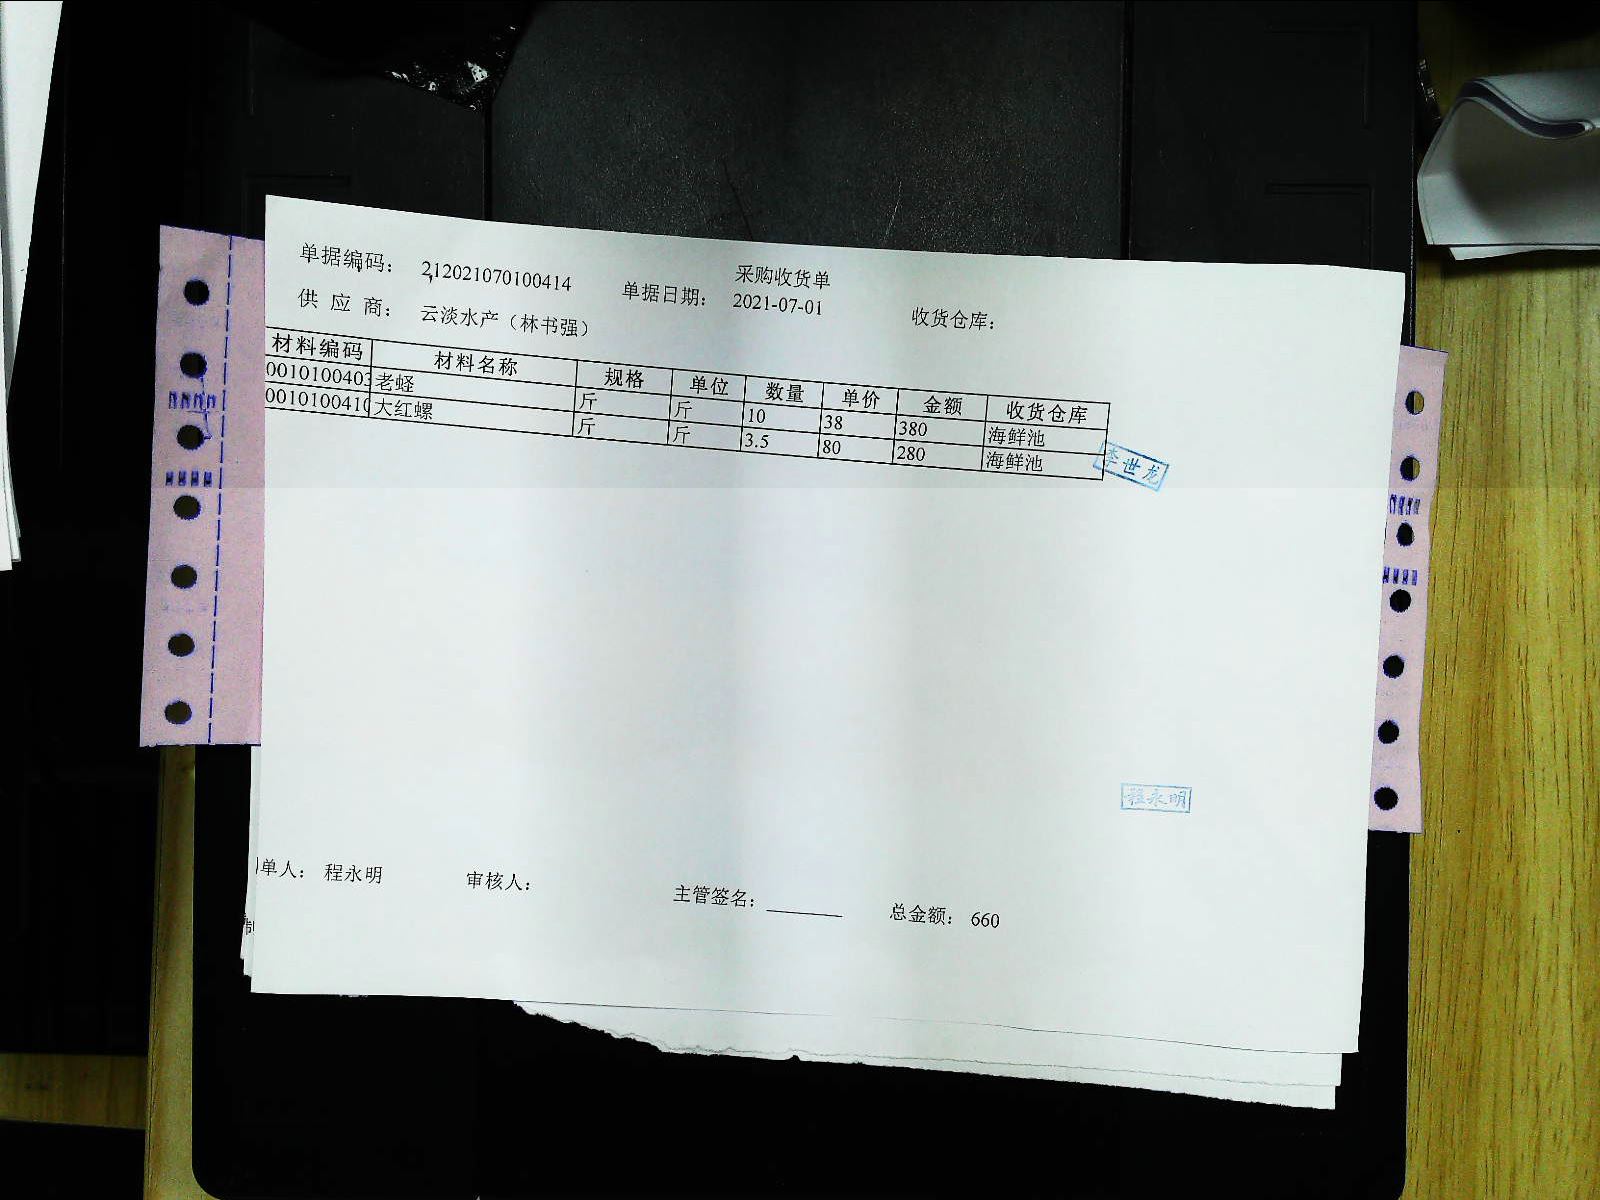 采购收货单
单据编码： 212021070100414 单据日期： 2021-07-01 收货仓库：
供 应 商： 云淡水产（林书强）
材料编码 材料名称 规格 单位 数量 单价 金额 收货仓库
0010100403 老蛏 斤 斤 10 38 380 海鲜池
001010041 大红螺 斤 斤 3.5 80 280 海鲜池
李世龙
程永明
单人： 程永明 审核人： 主管签名： 总金额： 660